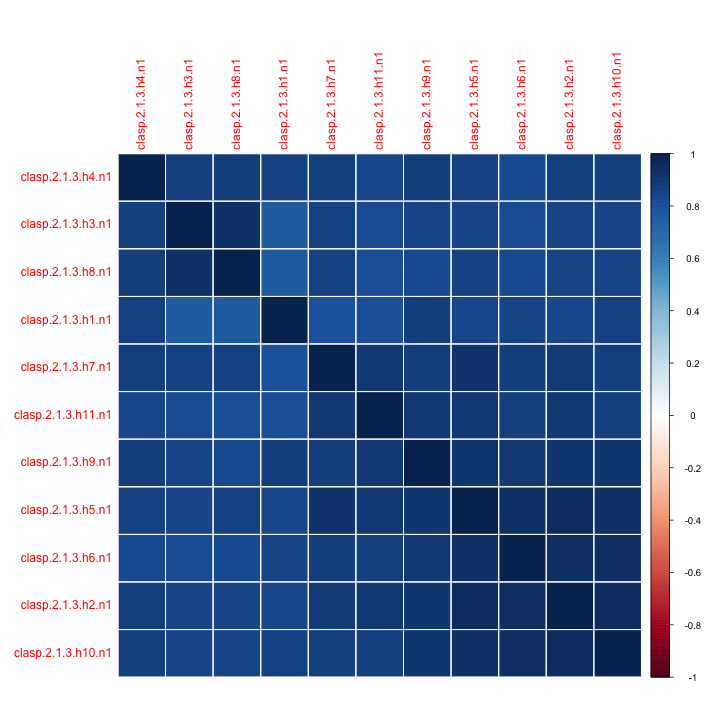 clasp.2.1.3.h4.n1
clasp.2.1.3.h3.n1
clasp.2.1.3.h8.n1
clasp.2.1.3.h1.n1
clasp.2.1.3.h7.n1
clasp.2.1.3.h11.n1
clasp.2.1.3.h9.n1
clasp.2.1.3.h5.n1
clasp.2.1.3.h6.n1
clasp.2.1.3.h2.n1
clasp.2.1.3.h10.n1
clasp.2.1.3.h4.n1
clasp.2.1.3.h3.n1
clasp.2.1.3.h8.n1
clasp.2.1.3.h1.n1
clasp.2.1.3.h7.n1
clasp.2.1.3.h11.n1
clasp.2.1.3.h9.n1
clasp.2.1.3.h5.n1
clasp.2.1.3.h6.n1
clasp.2.1.3.h2.n1
clasp.2.1.3.h10.n1
1
0.8
0.6
0.4
0.2
0
-0.2
-0.4
-0.6
-0.8
-1